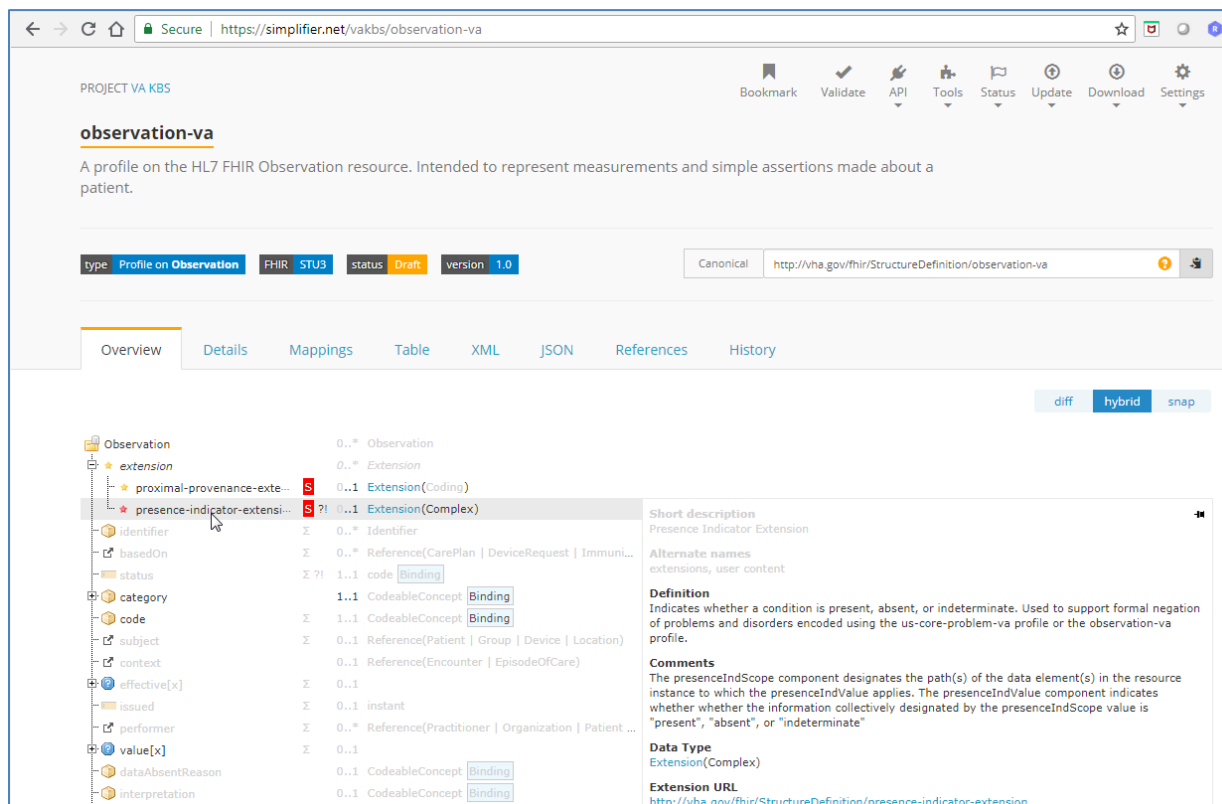 Secure | https://simplifier.net/vakbs/observation-va
PROJECT VA KBS
Bookmark Validate API Tools Status Update Download Settings
observation-va
A profile on the HL7 FHIR Observation resource. Intended to represent measurements and simple assertions made about a
patient.
type Profile on Observation FHIR STU3 status Draft version 1.0
Canonical http://vha.gov/fhir/StructureDefinition/observation-va
Overview Details Mappings Table XML JSON References History
diff hybrid snap
Observation 0..* Observation
extension 0..* Extension
proximal-provenance-exte... S 0..1 Extension(Coding)
presence-indicator-extensi... S ?! 0..1 Extension(Complex)
identifier Σ 0..* Identifier
basedOn Σ 0..* Reference(CarePlan | DeviceRequest | Immuni...
status Σ ?! 1..1 code Binding
category 1..1 CodeableConcept Binding
code Σ 1..1 CodeableConcept Binding
subject Σ 0..1 Reference(Patient | Group | Device | Location)
context 0..1 Reference(Encounter | EpisodeOfCare)
effective[x] Σ 0..1
issued Σ 0..1 instant
performer Σ 0..* Reference(Practitioner | Organization | Patient ...
value[x] Σ 0..1
dataAbsentReason 0..1 CodeableConcept Binding
interpretation 0..1 CodeableConcept Binding
Short description
Presence Indicator Extension
Alternate names
extensions, user content
Definition
Indicates whether a condition is present, absent, or indeterminate. Used to support formal negation
of problems and disorders encoded using the us-core-problem-va profile or the observation-va
profile.
Comments
The presenceIndScope component designates the path(s) of the data element(s) in the resource
instance to which the presenceIndValue applies. The presenceIndValue component indicates
whether whether the information collectively designated by the presenceIndScope value is
"present", "absent", or "indeterminate"
Data Type
Extension(Complex)
Extension URL
http://vha.gov/fhir/StructureDefinition/presence-indicator-extension